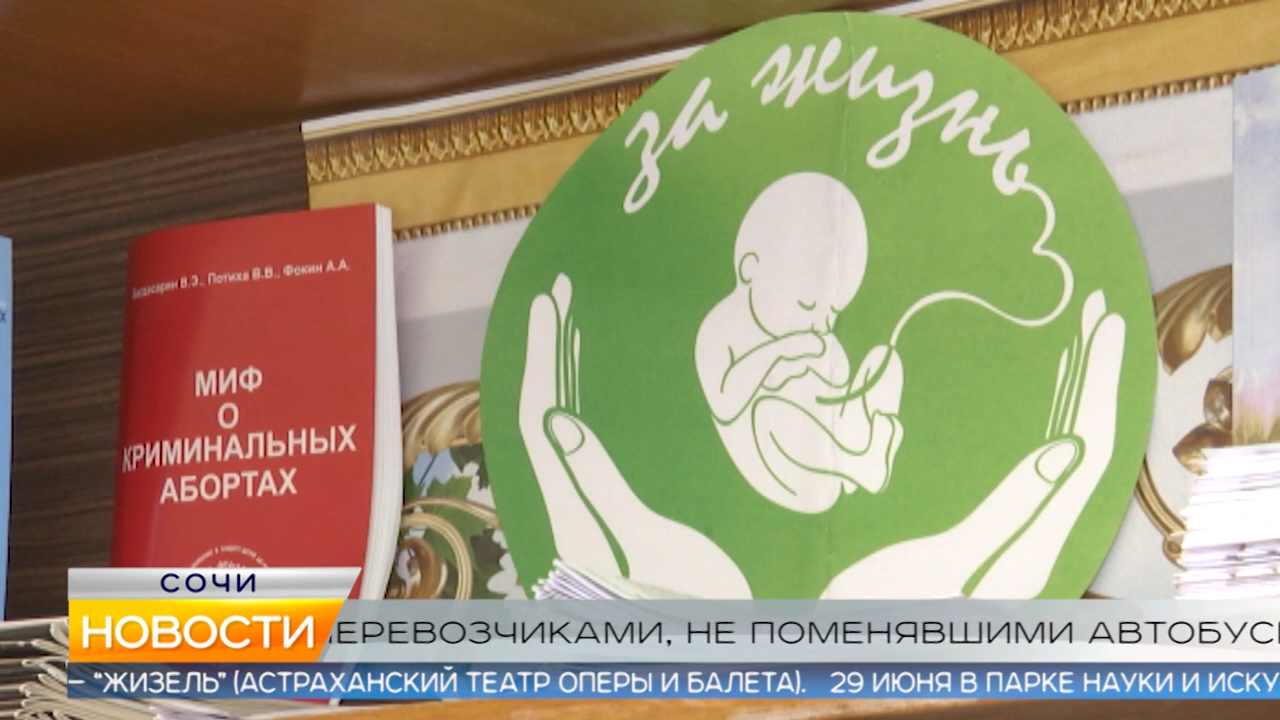 за жизнь
Багдасарян В.Э., Потиха В.В., Фокин А.А.
МИФ
О
КРИМИНАЛЬНЫХ
АБОРТАХ
СОЧИ
НОВОСТИ
ПЕРЕВОЗЧИКАМИ, НЕ ПОМЕНЯВШИМИ АВТОБУС
– “ЖИЗЕЛЬ” (АСТРАХАНСКИЙ ТЕАТР ОПЕРЫ И БАЛЕТА). 29 ИЮНЯ В ПАРКЕ НАУКИ И ИСКУ